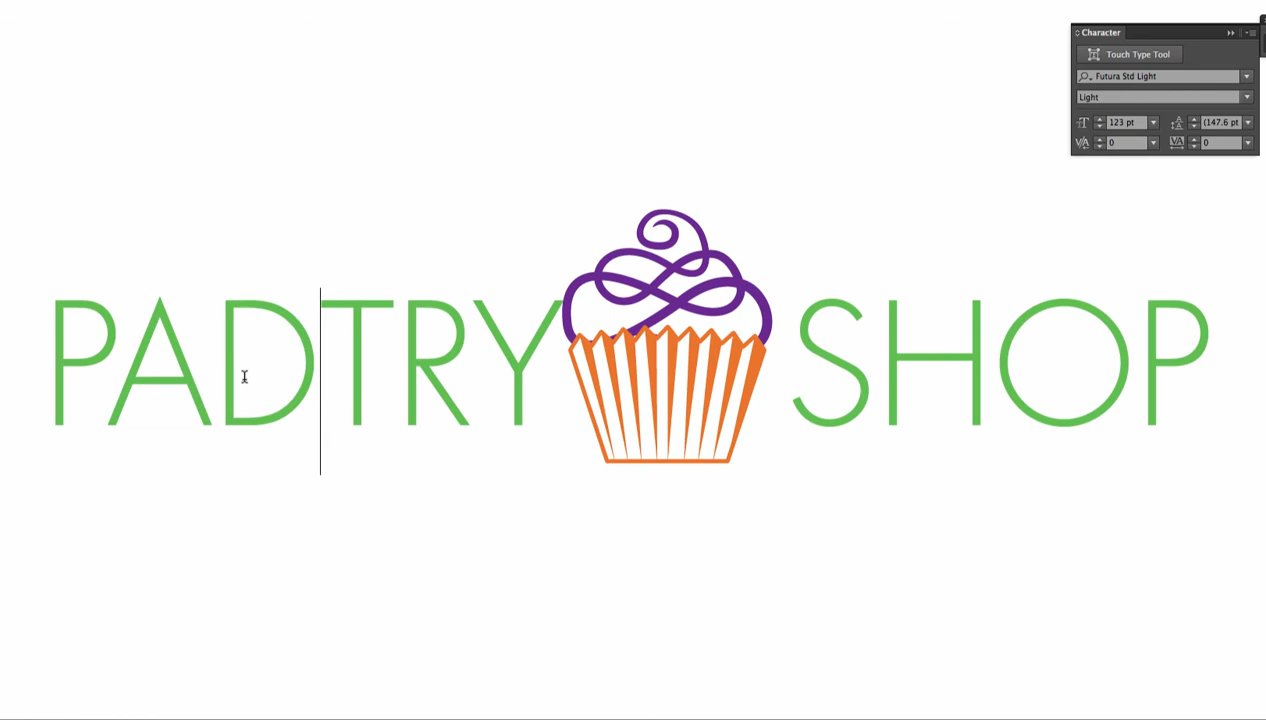 Character
Touch Type Tool
Futura Std Light
Light
123 pt (147.6 pt
0 0
PADTRY SHOP